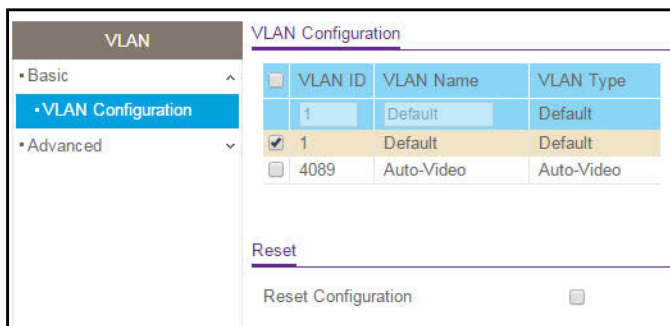 VLAN
Basic
VLAN Configuration
Advanced
VLAN Configuration
VLAN ID VLAN Name VLAN Type
1 Default Default
1 Default Default
4089 Auto-Video Auto-Video
Reset
Reset Configuration